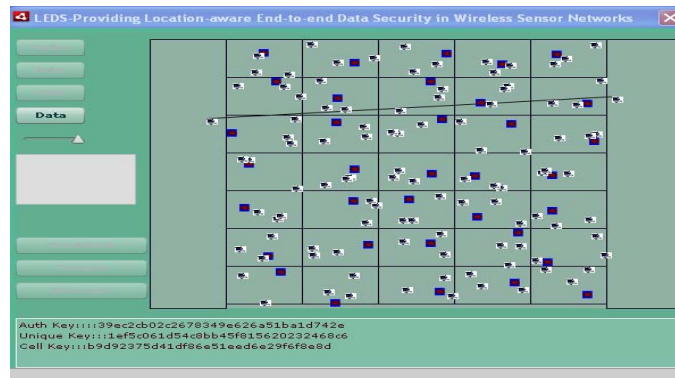 LEDS-Providing Location-aware End-to-end Data Security in Wireless Sensor Networks
Data
Auth Key::::39ec2cb02c2678349e626a51ba1d742e
Unique Key:::1ef5c061d54c8bb45f815620232468c6
Cell Key:::b9d92375d41df86e51eed6e29f6f8e8d